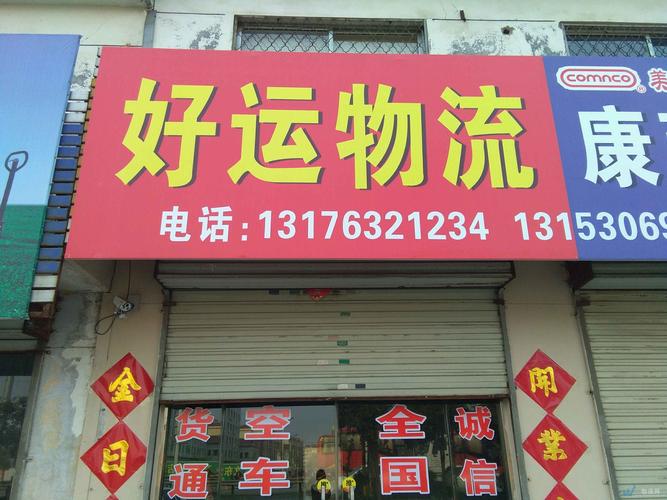 好运物流
电话：13176321234 13153069
COMNCO®
康
金日
开業
货 空 全 诚
通 车 国 信